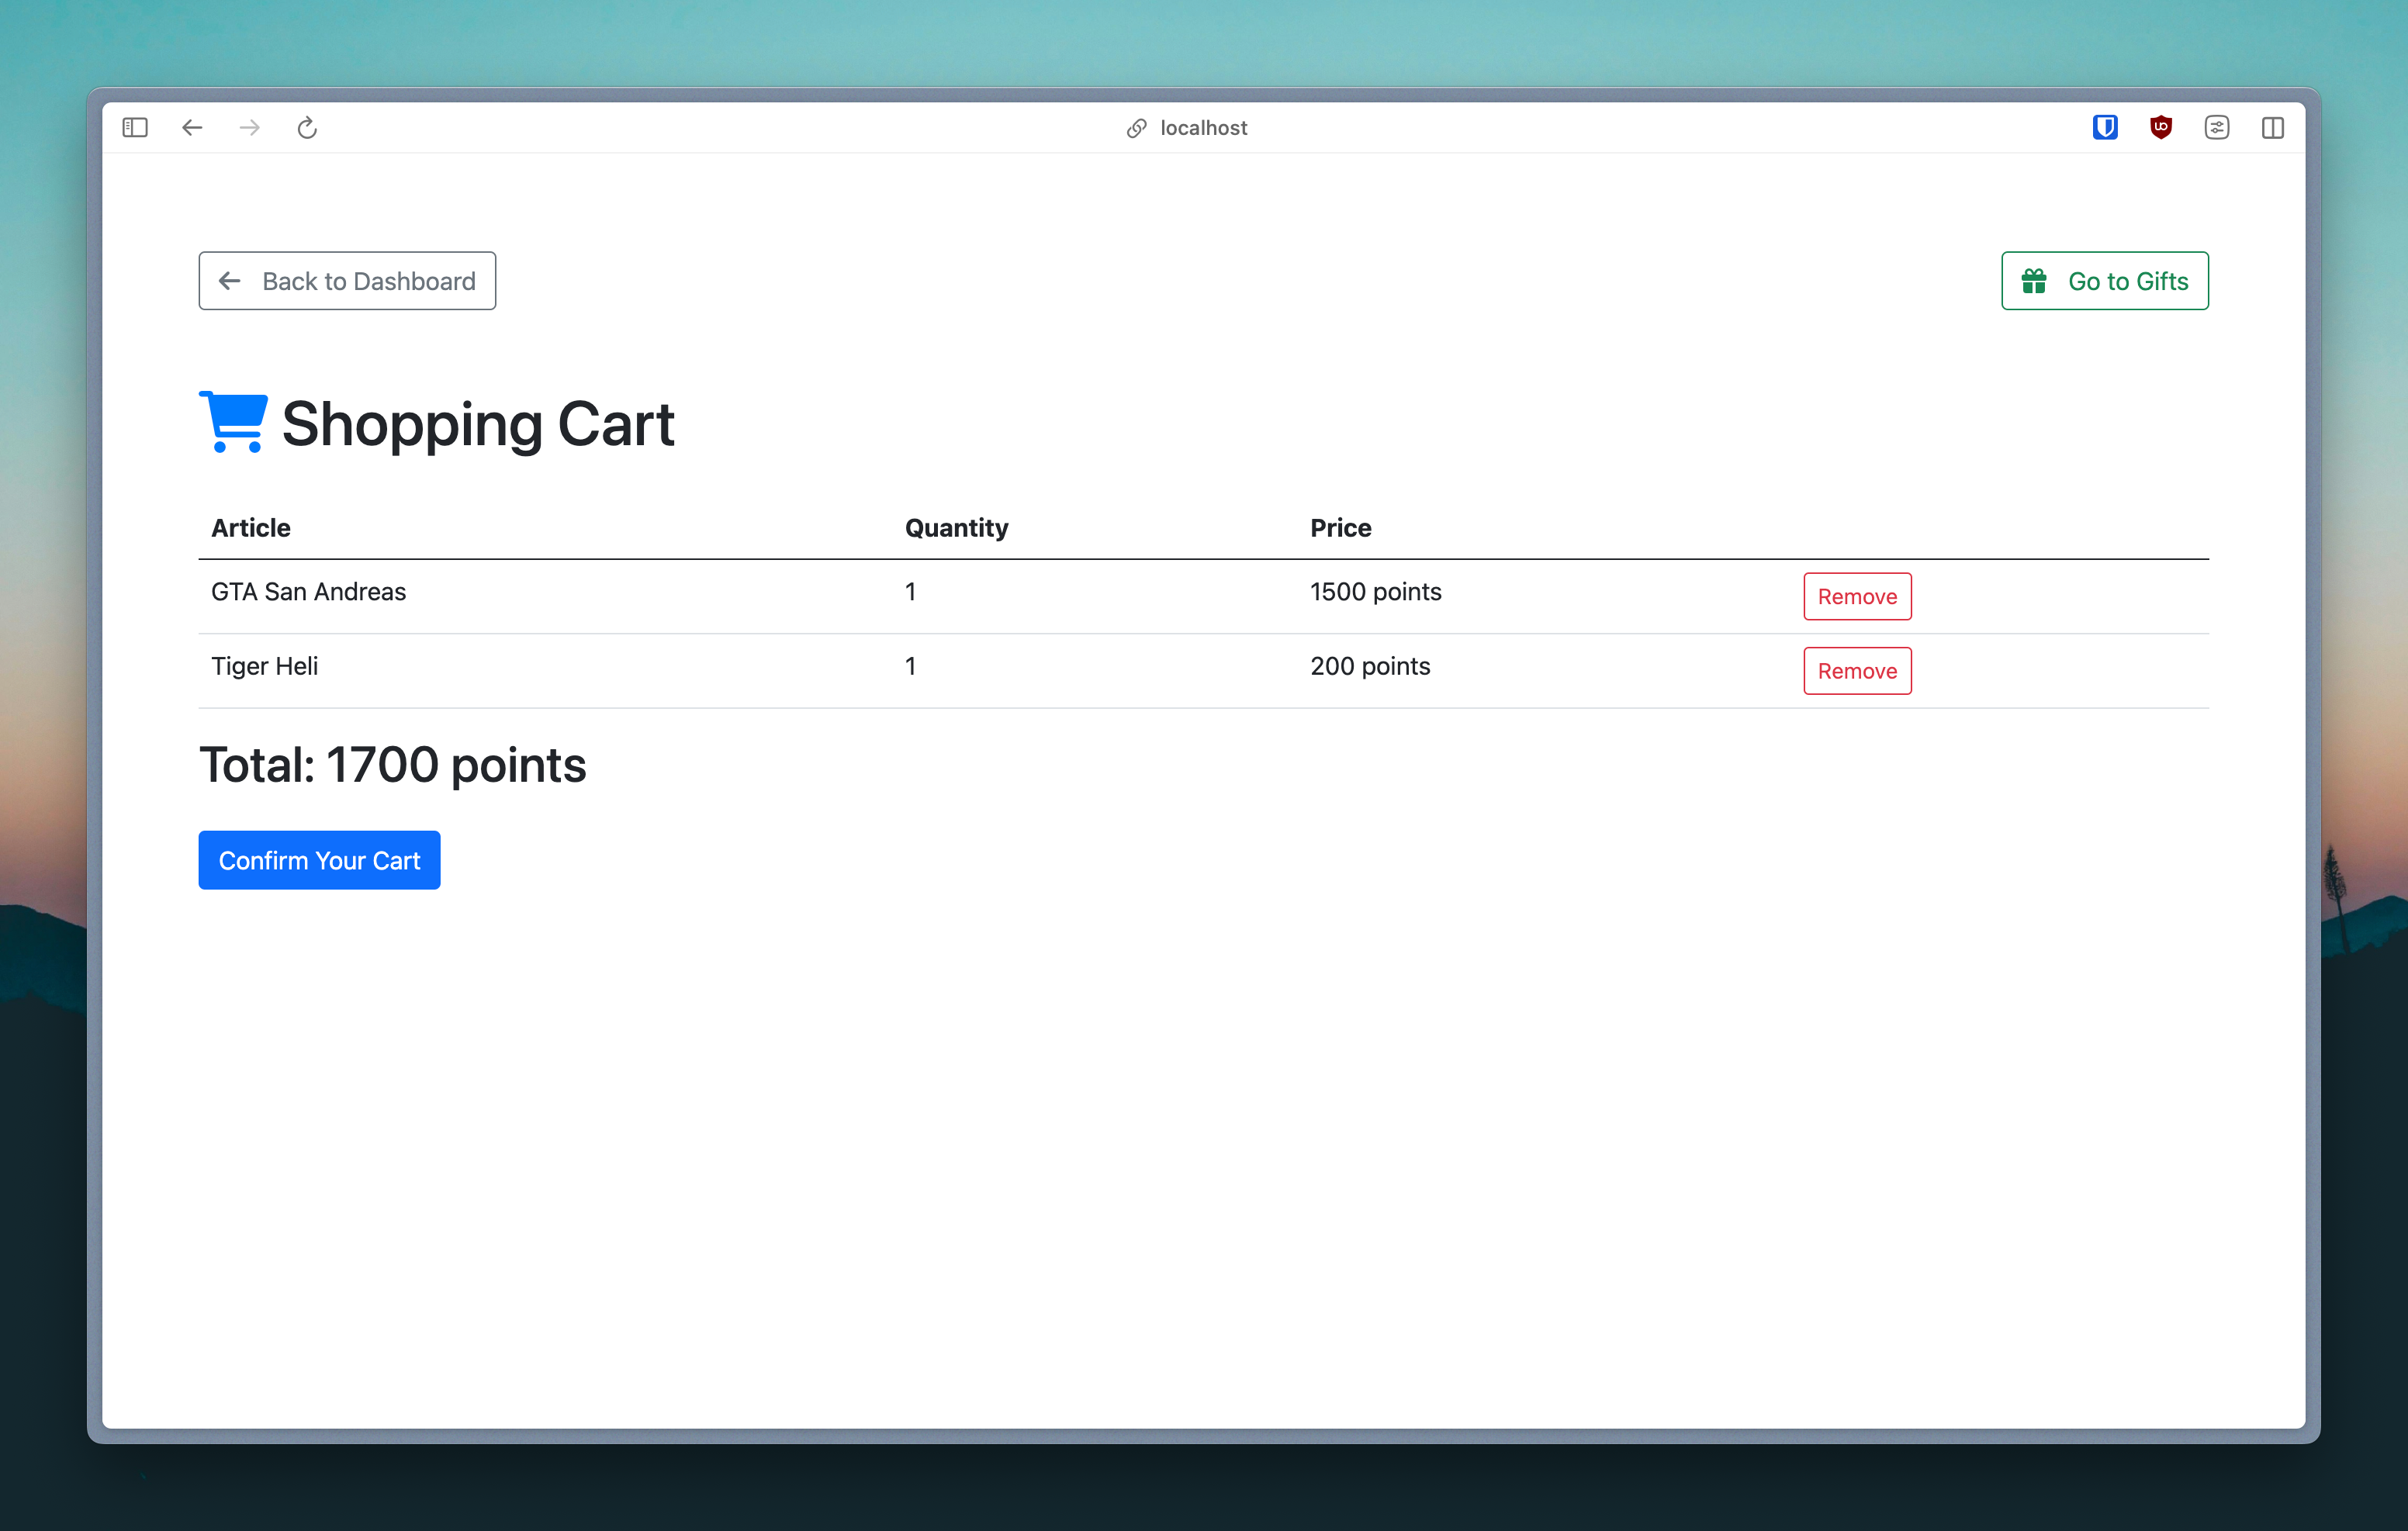 localhost
Back to Dashboard
Go to Gifts
Shopping Cart
Article Quantity Price
GTA San Andreas 1 1500 points Remove
Tiger Heli 1 200 points Remove
Total: 1700 points
Confirm Your Cart